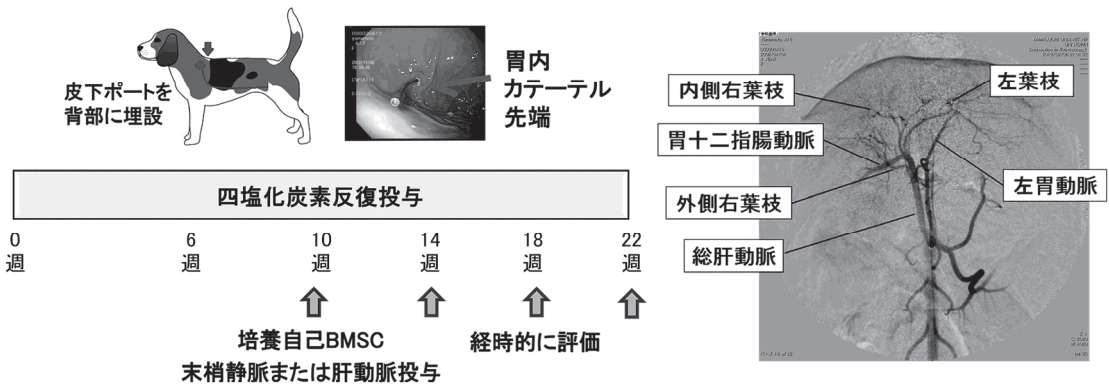 皮下ポートを
背部に埋設
胃内
カテーテル
先端
四塩化炭素反復投与
0
週
6
週
10
週
14
週
18
週
22
週
培養自己BMSC
末梢静脈または肝動脈投与
経時的に評価
内側右葉枝
左葉枝
胃十二指腸動脈
外側右葉枝
左胃動脈
総肝動脈